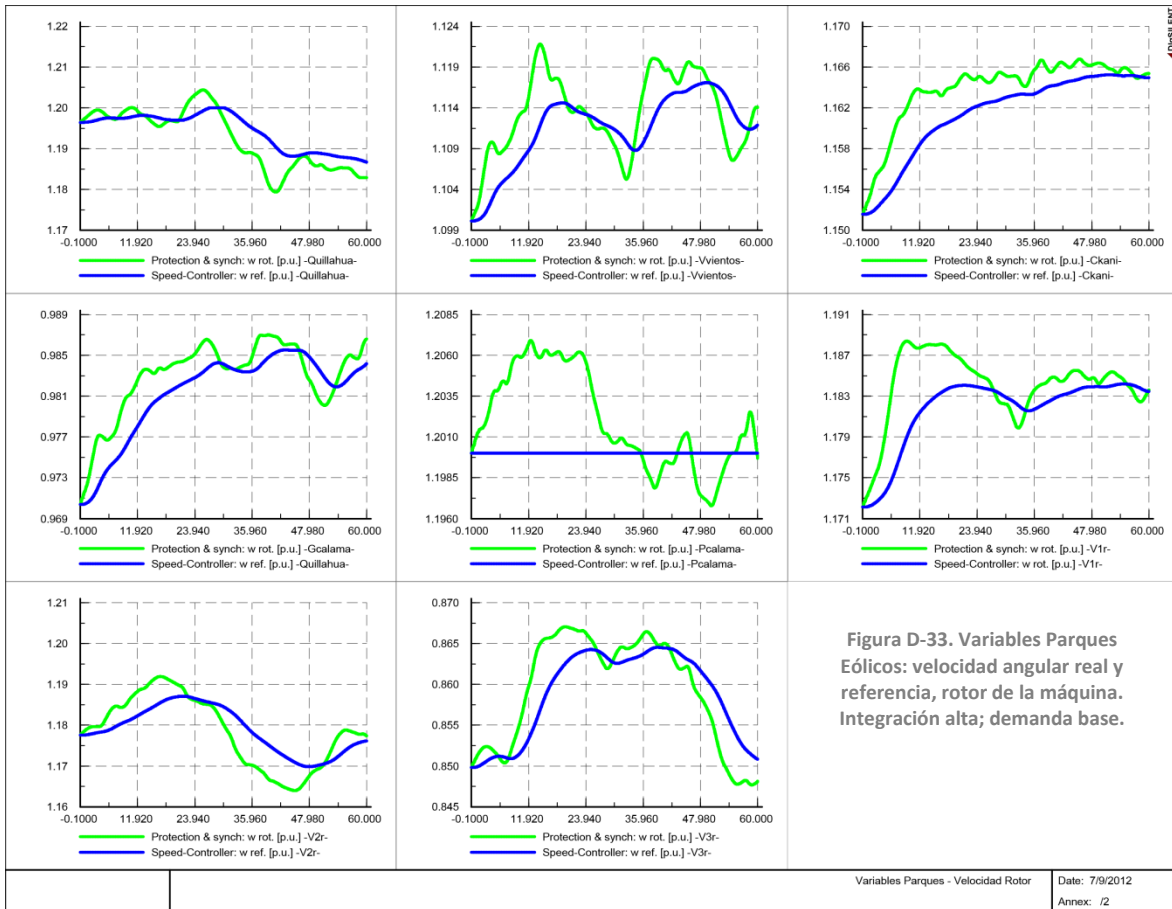 1.22
1.21
1.20
1.19
1.18
1.17
-0.1000 11.920 23.940 35.960 47.980 60.000
Protection & synch: w rot. [p.u.] -Quillahua-
Speed-Controller: w ref. [p.u.] -Quillahua-
1.124
1.119
1.114
1.109
1.104
1.099
-0.1000 11.920 23.940 35.960 47.980 60.000
Protection & synch: w rot. [p.u.] -Vvientos-
Speed-Controller: w ref. [p.u.] -Vvientos-
1.170
1.166
1.162
1.158
1.154
1.150
-0.1000 11.920 23.940 35.960 47.980 60.000
Protection & synch: w rot. [p.u.] -Ckani-
Speed-Controller: w ref. [p.u.] -Ckani-
DIgSILENT
0.989
0.985
0.981
0.977
0.973
0.969
-0.1000 11.920 23.940 35.960 47.980 60.000
Protection & synch: w rot. [p.u.] -Gcalama-
Speed-Controller: w ref. [p.u.] -Quillahua-
1.2085
1.2060
1.2035
1.2010
1.1985
1.1960
-0.1000 11.920 23.940 35.960 47.980 60.000
Protection & synch: w rot. [p.u.] -Pcalama-
Speed-Controller: w ref. [p.u.] -Pcalama-
1.191
1.187
1.183
1.179
1.175
1.171
-0.1000 11.920 23.940 35.960 47.980 60.000
Protection & synch: w rot. [p.u.] -V1r-
Speed-Controller: w rot. [p.u.] -V1r-
1.21
1.20
1.19
1.18
1.17
1.16
-0.1000 11.920 23.940 35.960 47.980 60.000
Protection & synch: w rot. [p.u.] -V2r-
Speed-Controller: w ref. [p.u.] -V2r-
0.870
0.865
0.860
0.855
0.850
0.845
-0.1000 11.920 23.940 35.960 47.980 60.000
Protection & synch: w rot. [p.u.] -V3r-
Speed-Controller: w ref. [p.u.] -V3r-
Figura D-33. Variables Parques
Eólicos: velocidad angular real y
referencia, rotor de la máquina.
Integración alta; demanda base.
Variables Parques - Velocidad Rotor
Date: 7/9/2012
Annex: /2